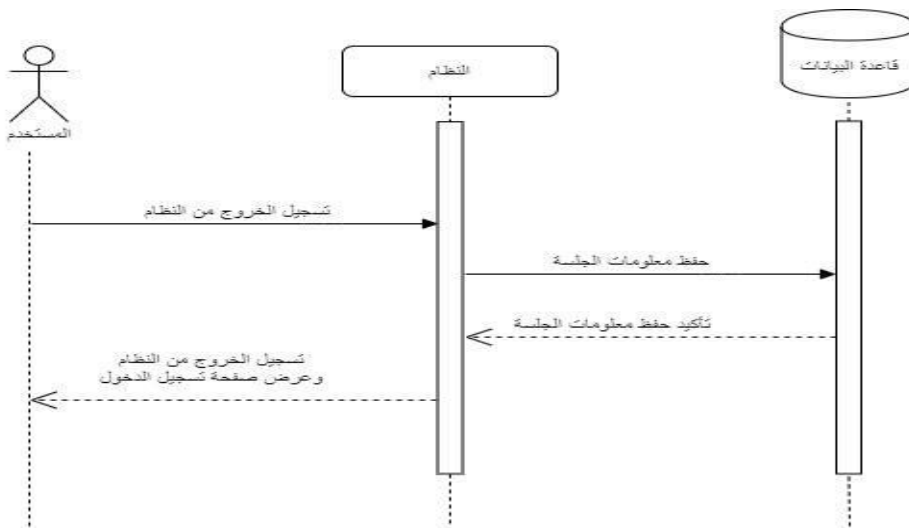 قاعدة البيانات
النظام
المستخدم
تسجيل الخروج من النظام
حفظ معلومات الجلسة
تأكيد حفظ معلومات الجلسة
تسجيل الخروج من النظام
وعرض صفحة تسجيل الدخول